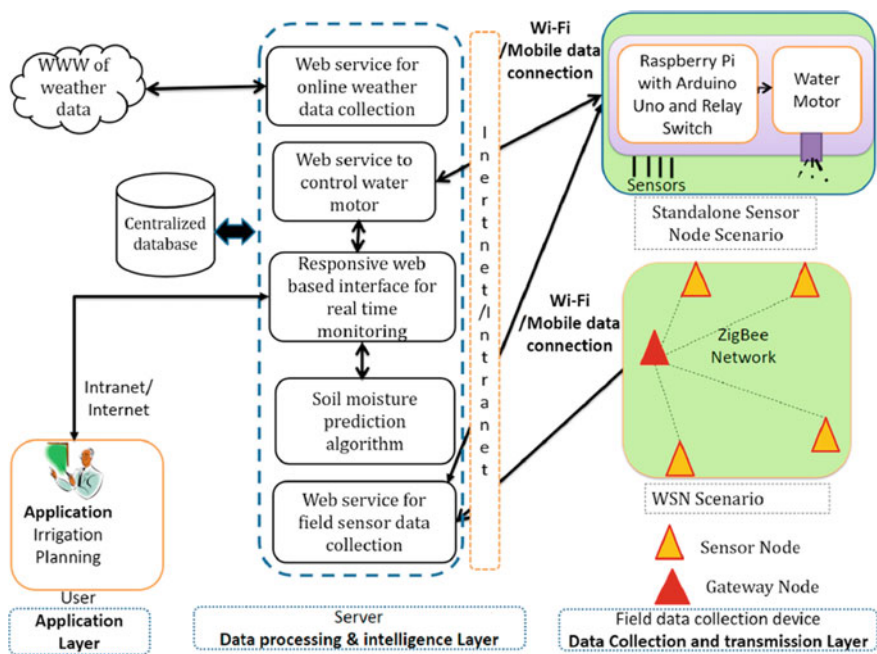 WWW of
weather
data
Centralized
database
Intranet/
Internet
Application
Irrigation
Planning
User
Application
Layer
Web service for
online weather
data collection
Web service to
control water
motor
Responsive web
based interface for
real time
monitoring
Soil moisture
prediction
algorithm
Web service for
field sensor data
collection
Server
Data processing & intelligence Layer
Inertnet/Intranet
Wi-Fi
/Mobile data
connection
Wi-Fi
/Mobile data
connection
Raspberry Pi
with Arduino
Uno and Relay
Switch
Water
Motor
Sensors
Standalone Sensor
Node Scenario
ZigBee
Network
WSN Scenario
Sensor Node
Gateway Node
Field data collection device
Data Collection and transmission Layer